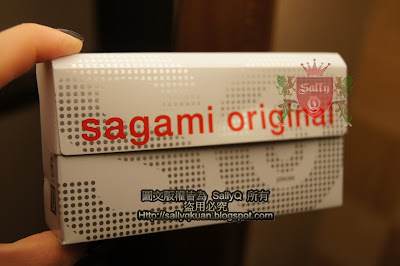 Sally
Q
sagami original
圖文版權皆為 SallyQ 所有
盜用必究
Http://sallyqkuan.blogspot.com/